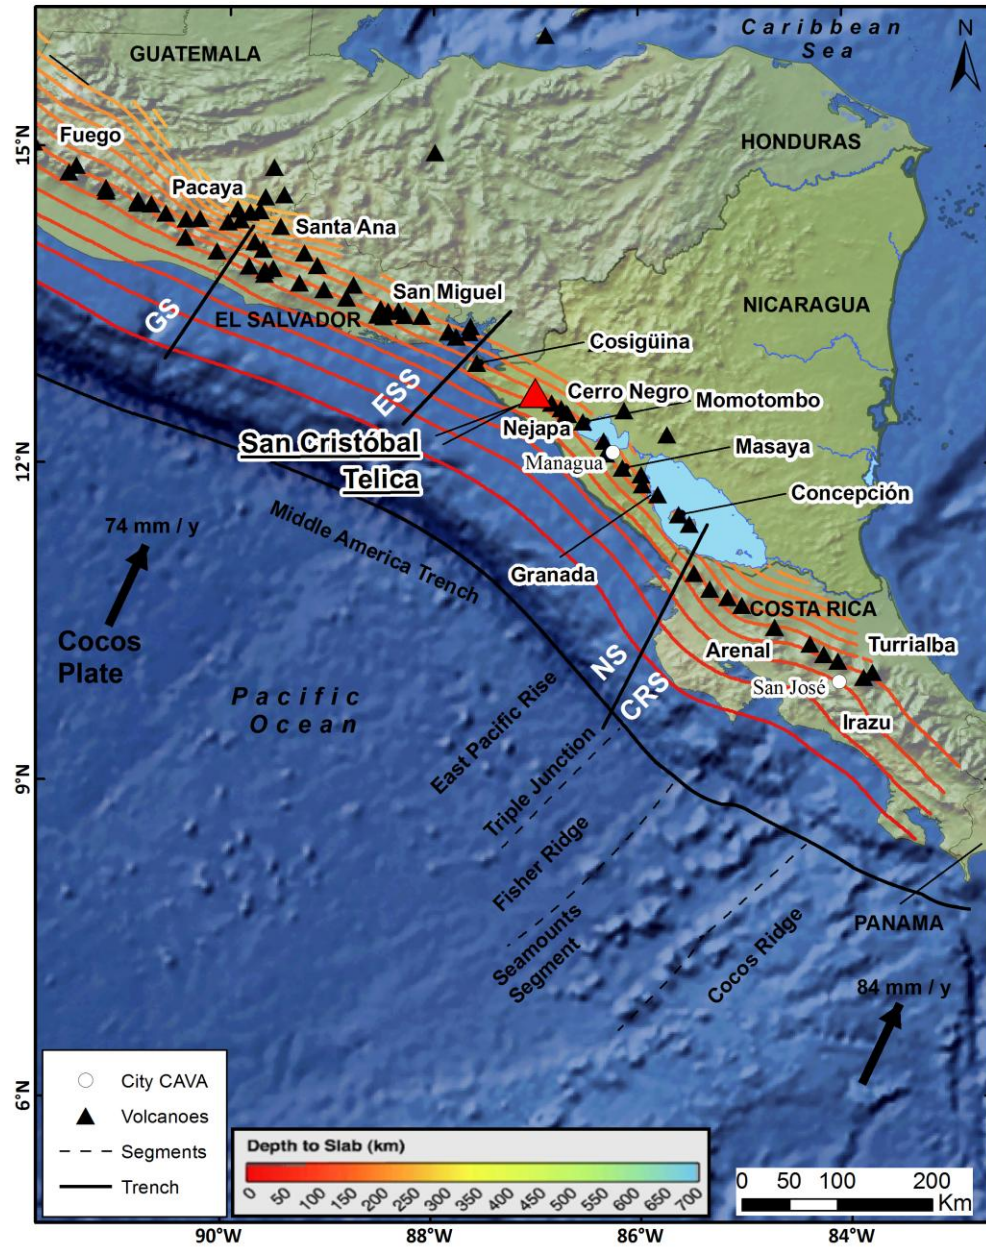 Caribbean
Sea
N
GUATEMALA
HONDURAS
15°N
Fuego
Pacaya
Santa Ana
San Miguel
NICARAGUA
GS
EL SALVADOR
Cosigüina
ESS
Cerro Negro
Momotombo
San Cristóbal
Nejapa
Telica
Managua
Masaya
12°N
Concepción
74 mm / y
Middle America Trench
Granada
Cocos
Plate
COSTA RICA
Arenal
Turrialba
NS
CRS
San José
Irazu
Pacific
Ocean
East Pacific Rise
Triple Junction
9°N
Fisher Ridge
Seamounts
Segment
Cocos Ridge
PANAMA
84 mm / y
6°N
City CAVA
Volcanoes
Segments
Trench
Depth to Slab (km)
0 50 100 150 200 250 300 350 400 450 500 550 600 650 700
0 50 100 200
Km
90°W 88°W 86°W 84°W